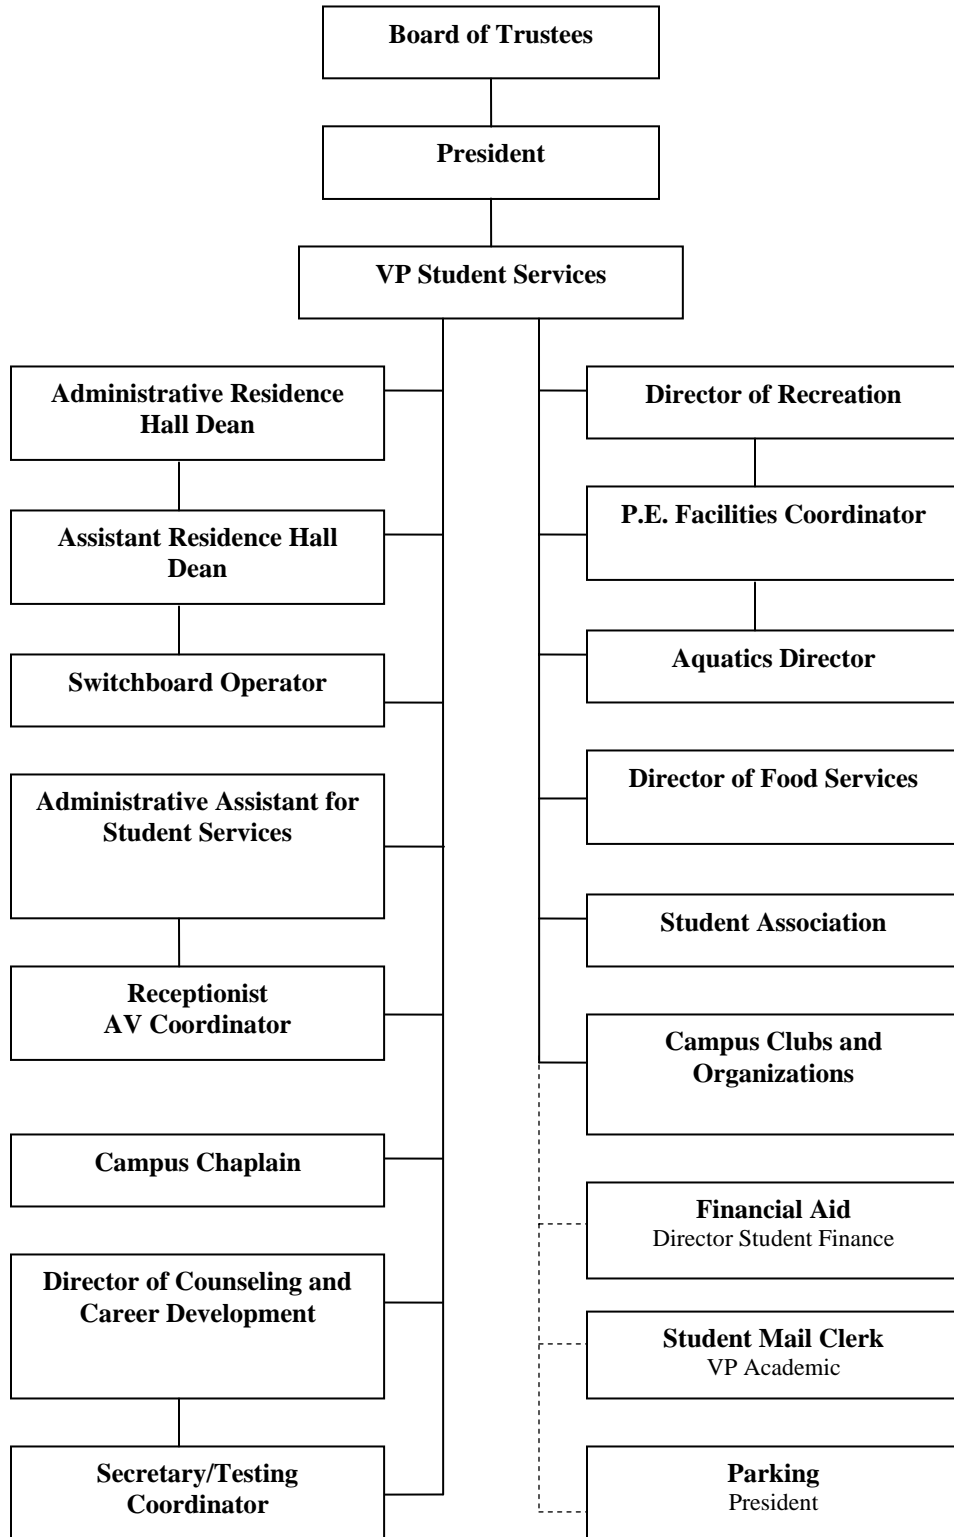 Board of Trustees
President
VP Student Services
Administrative Residence
Hall Dean
Assistant Residence Hall
Dean
Switchboard Operator
Administrative Assistant for
Student Services
Receptionist
AV Coordinator
Campus Chaplain
Director of Counseling and
Career Development
Secretary/Testing
Coordinator
Director of Recreation
P.E. Facilities Coordinator
Aquatics Director
Director of Food Services
Student Association
Campus Clubs and
Organizations
Financial Aid
Director Student Finance
Student Mail Clerk
VP Academic
Parking
President